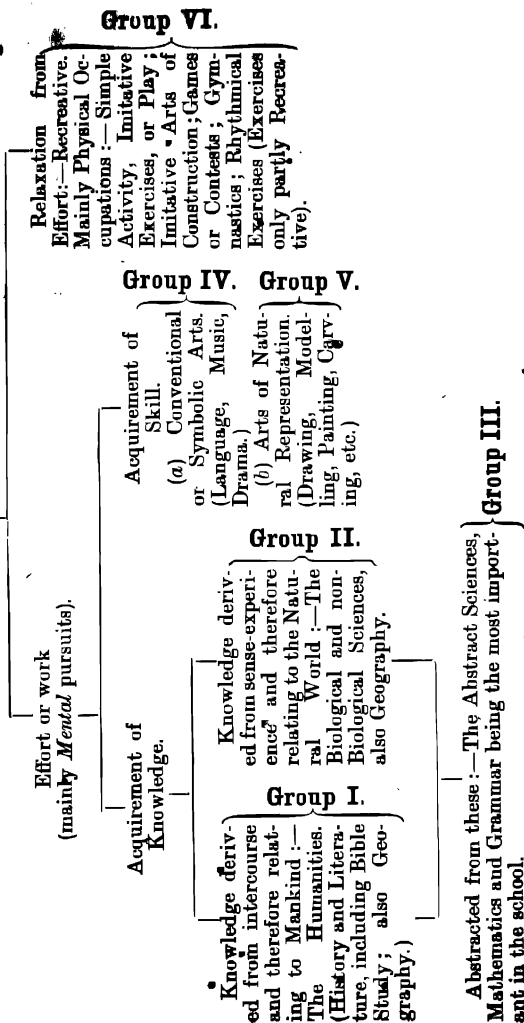 Effort or work
(mainly Mental pursuits).
Acquirement of
Knowledge.
Knowledge deriv-
ed from intercourse
and therefore relat-
ing to Mankind :—
The Humanities.
(History and Litera-
ture, including Bible
Study; also Geo-
graphy.)
Group I.
Knowledge deriv-
ed from sense-experi-
ence and therefore
relating to the Natu-
ral World :—The
Biological and non-
Biological Sciences,
also Geography.
Group II.
Abstracted from these :—The Abstract Sciences,
Mathematics and Grammar being the most import-
ant in the school.
Group III.
Acquirement of
Skill.
(a) Conventional
or Symbolic Arts.
(Language, Music,
Drama.)
Group IV.
(b) Arts of Natu-
ral Representation.
(Drawing, Model-
ling, Painting, Carv-
ing, etc.)
Group V.
Relaxation from
Effort:—Recreative.
Mainly Physical Oc-
cupations :—Simple
Activity, Imitative
Exercises, or Play;
Imitative Arts of
Construction; Games
or Contests; Gym-
nastics; Rhythmical
Exercises (Exercises
only partly Recrea-
tive).
Group VI.